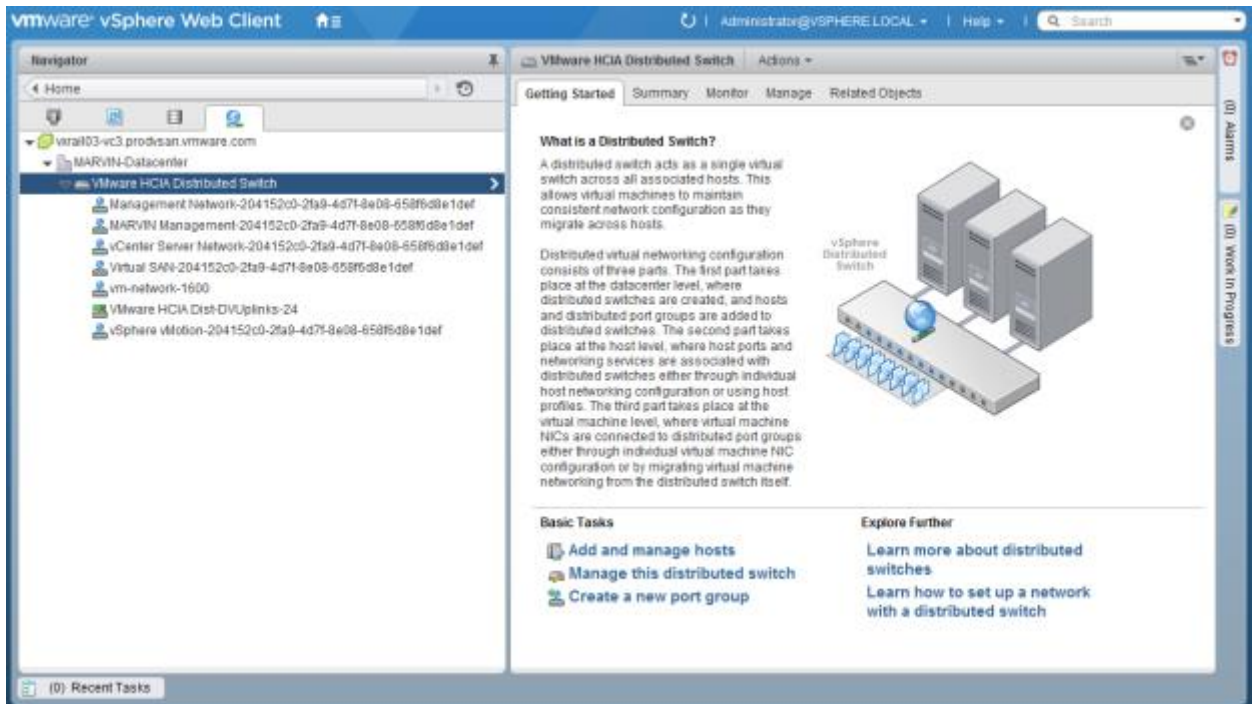 vmware® vSphere Web Client
Administrator@VSPHERE.LOCAL
Help
Search
Navigator
Home
vxrail03-vc3.prodvsan.vmware.com
MARVIN-Datacenter
VMware HCIA Distributed Switch
Management Network-204152c0-2fa9-4d7f-8e08-658f6d8e1def
MARVIN Management-204152c0-2fa9-4d7f-8e08-658f6d8e1def
vCenter Server Network-204152c0-2fa9-4d7f-8e08-658f6d8e1def
Virtual SAN-204152c0-2fa9-4d7f-8e08-658f6d8e1def
vm-network-1600
VMware HCIA Dist-DVUplinks-24
vSphere vMotion-204152c0-2fa9-4d7f-8e08-658f6d8e1def
VMware HCIA Distributed Switch
Actions
Getting Started Summary Monitor Manage Related Objects
What is a Distributed Switch?
A distributed switch acts as a single virtual
switch across all associated hosts. This
allows virtual machines to maintain
consistent network configuration as they
migrate across hosts.
Distributed virtual networking configuration
consists of three parts. The first part takes
place at the datacenter level, where
distributed switches are created, and hosts
and distributed port groups are added to
distributed switches. The second part takes
place at the host level, where host ports and
networking services are associated with
distributed switches either through individual
host networking configuration or using host
profiles. The third part takes place at the
virtual machine level, where virtual machine
NICs are connected to distributed port groups
either through individual virtual machine NIC
configuration or by migrating virtual machine
networking from the distributed switch itself.
vSphere
Distributed
Switch
Basic Tasks
Add and manage hosts
Manage this distributed switch
Create a new port group
Explore Further
Learn more about distributed
switches
Learn how to set up a network
with a distributed switch
(0) Alarms
(0) Work In Progress
(0) Recent Tasks